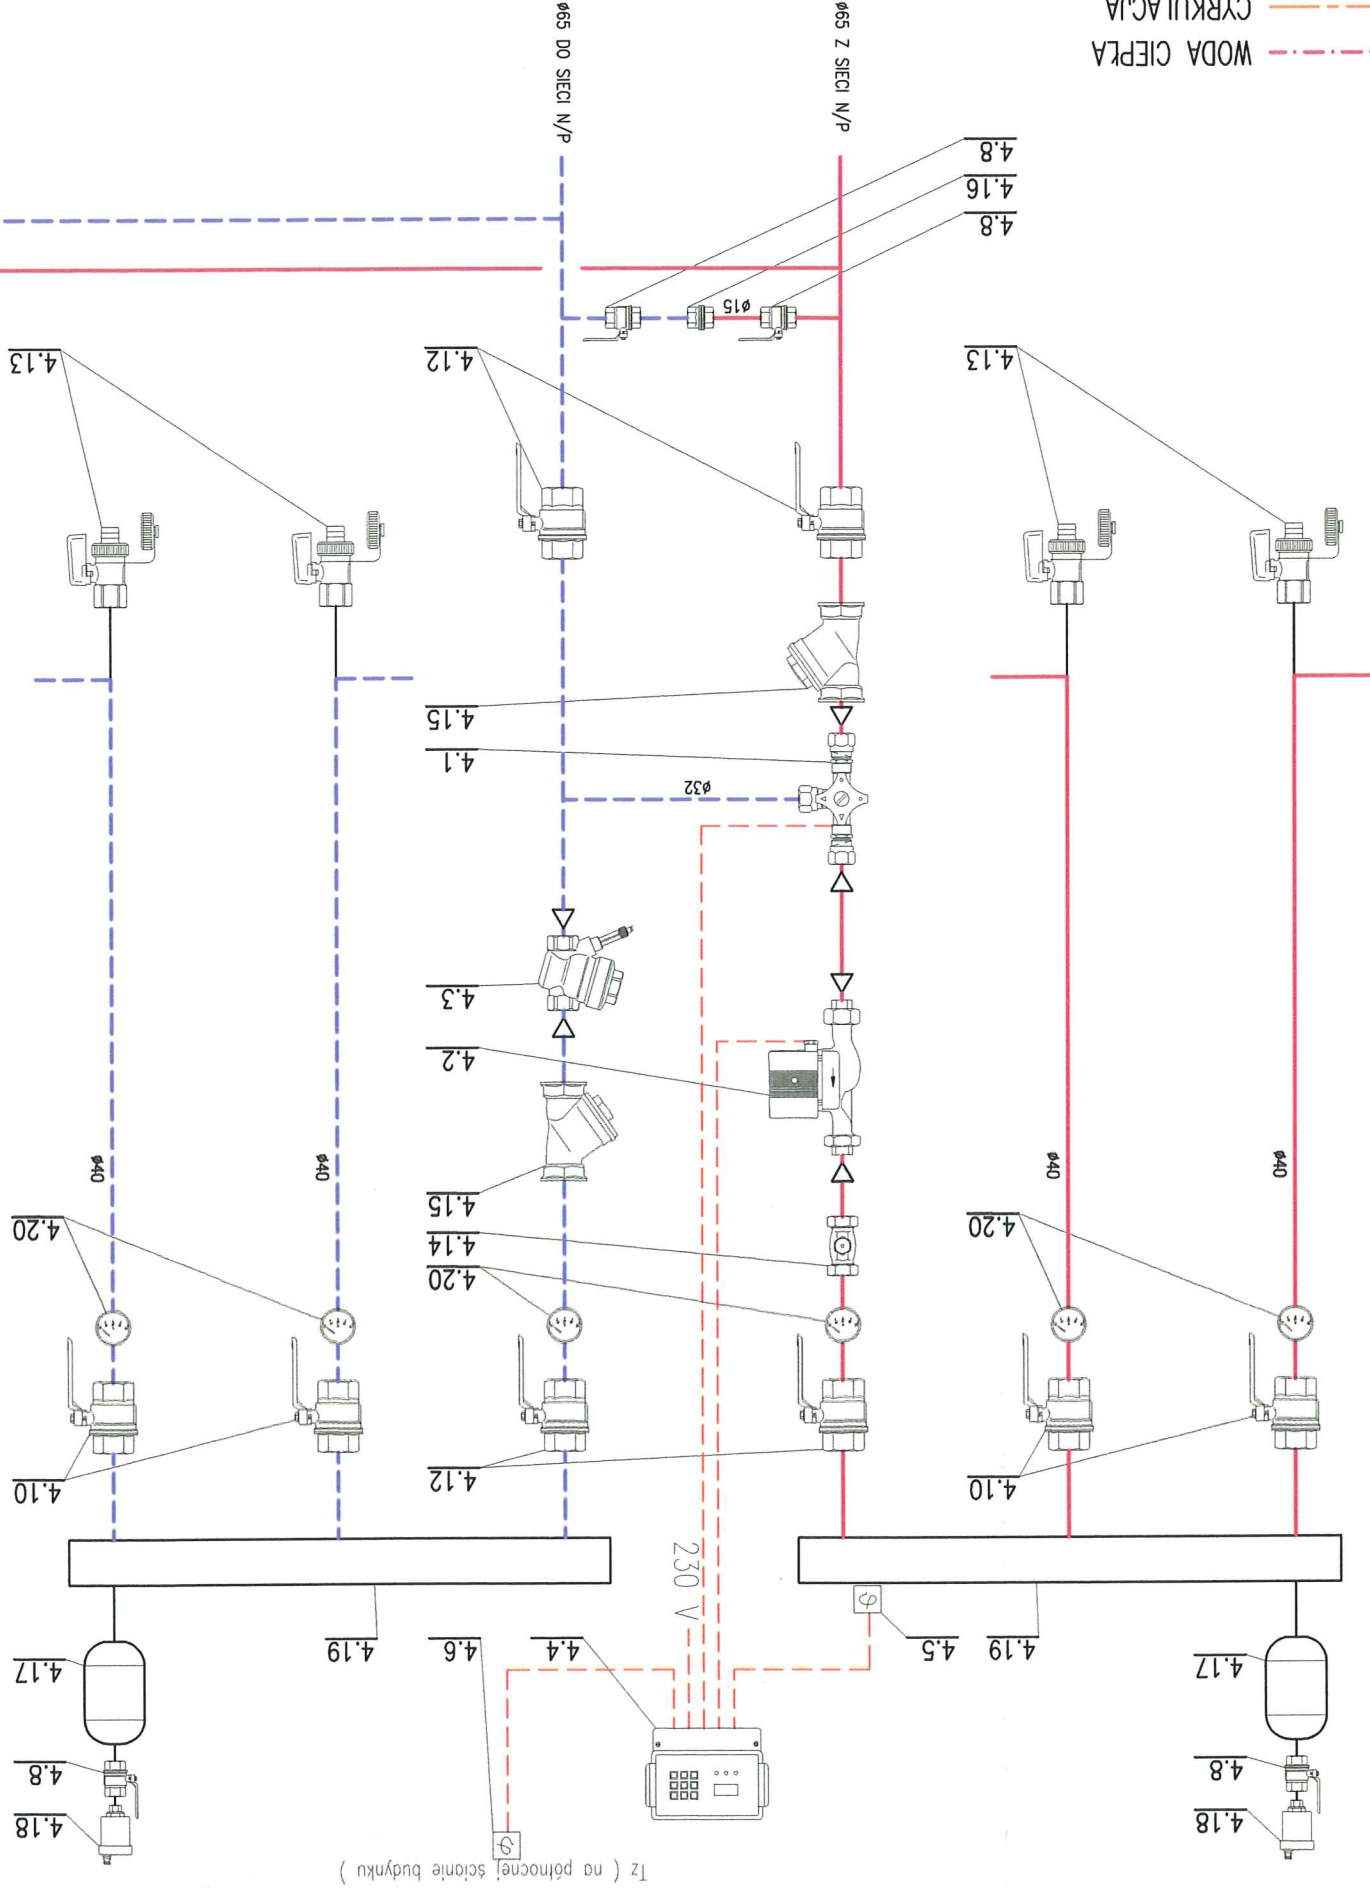 Tz ( na północnej ścianie budynku )
4.18
4.18
4.8
4.8
4.17
4.17
4.19
4.5
4.4
4.6
4.19
230 V
4.10
4.12
4.10
4.20
4.20
4.20
4.14
4.15
ø40
ø40
ø40
ø40
4.2
4.3
ø32
4.1
4.15
4.13
4.12
4.13
ø15
4.8
4.16
4.8
ø65 Z SIECI N/P
ø65 DO SIECI N/P
WODA CIEPŁA
CYRKULACJA